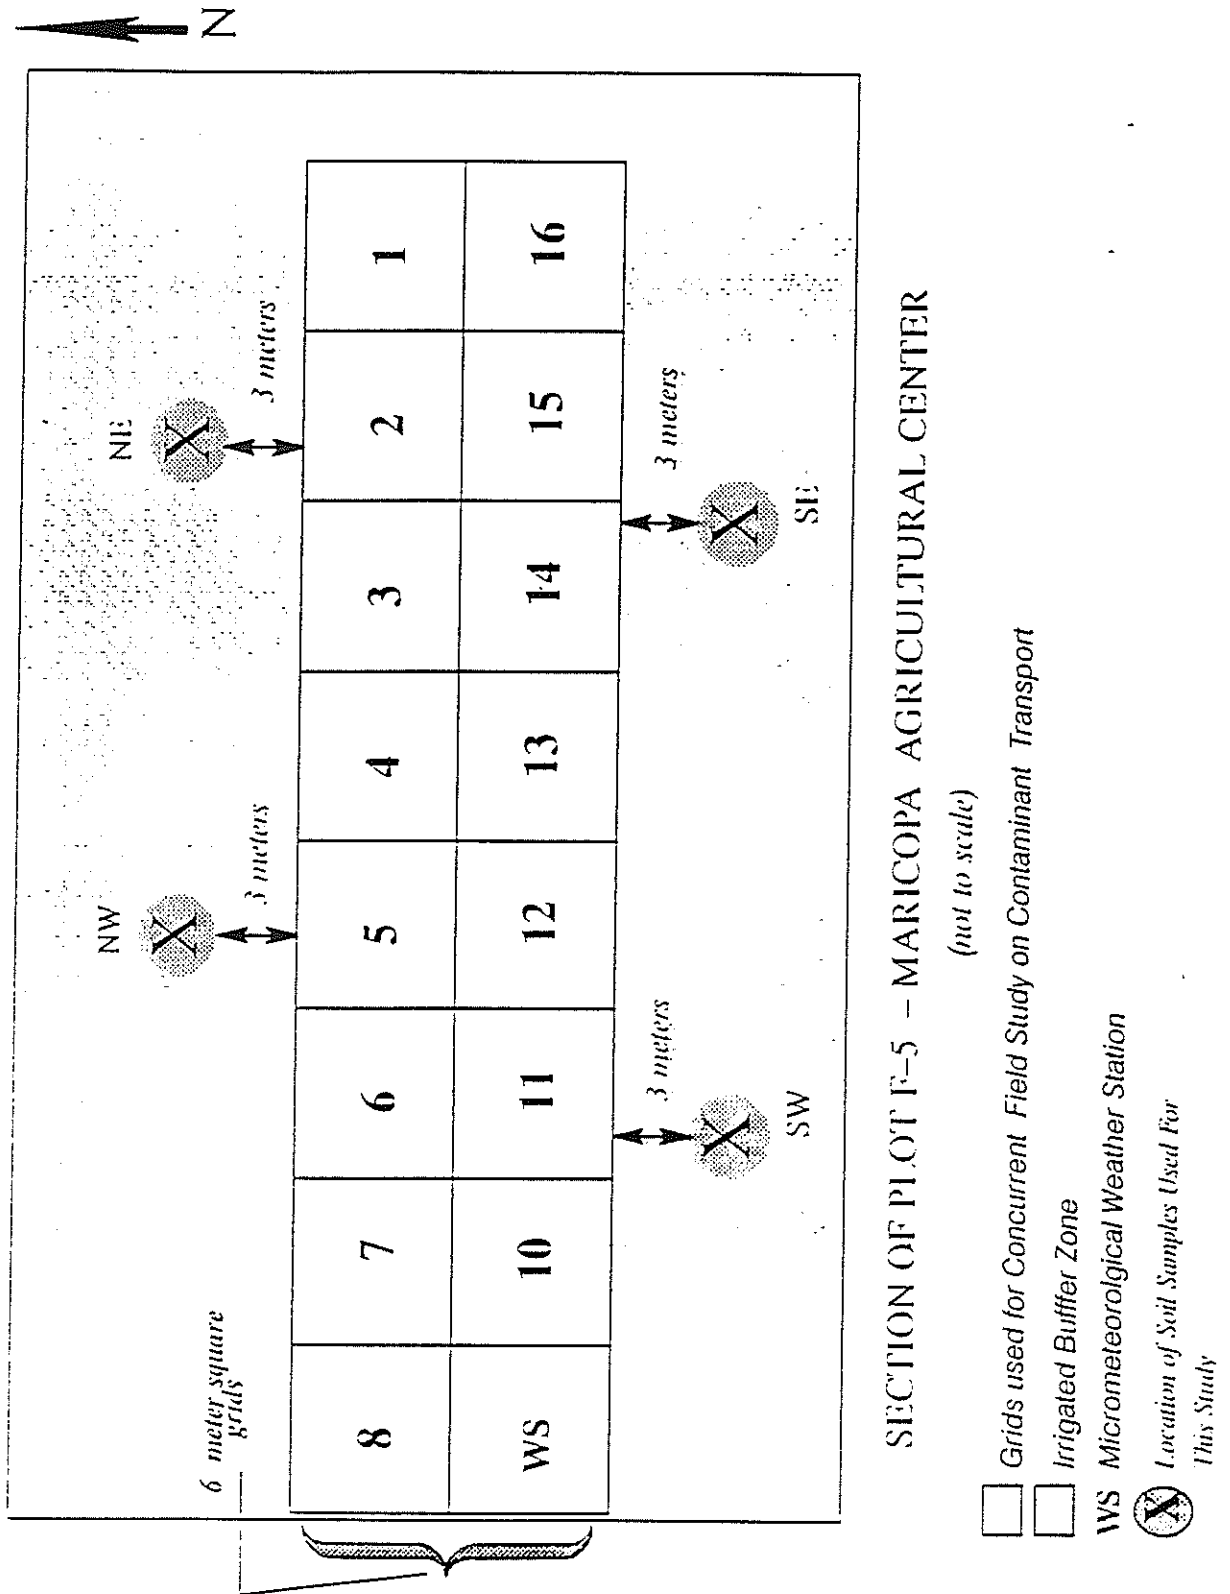 N
NW
NE
3 meters
3 meters
6 meter square
grids
8 7 6 5 4 3 2 1
WS 10 11 12 13 14 15 16
3 meters
3 meters
SW
SE
SECTION OF PLOT F-5 - MARICOPA AGRICULTURAL CENTER
(not to scale)
Grids used for Concurrent Field Study on Contaminant Transport
Irrigated Buffer Zone
WS Micrometeorolgical Weather Station
X Location of Soil Samples Used For
This Study
X
X
X
X